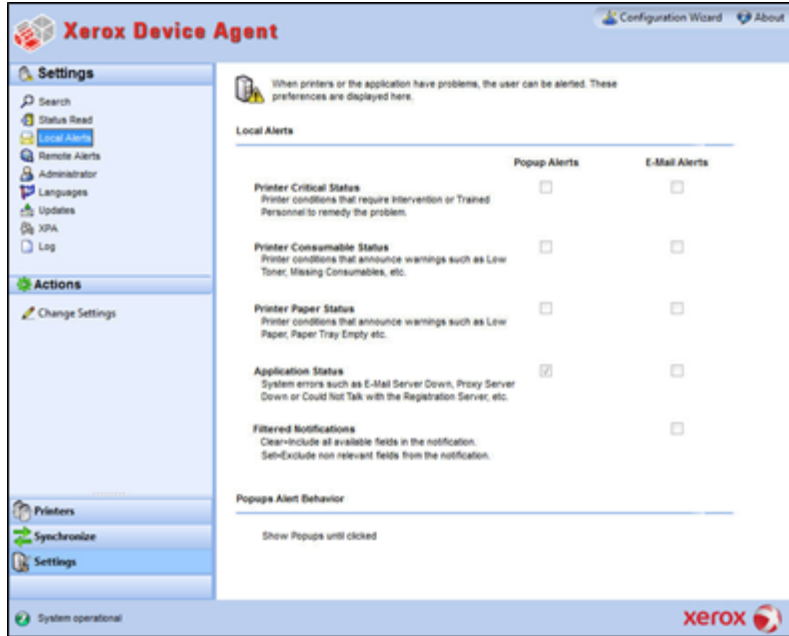 Xerox Device Agent
Configuration Wizard
About
Settings
Search
Status Read
Local Alerts
Remote Alerts
Administrator
Languages
Updates
XPA
Log
Actions
Change Settings
Printers
Synchronize
Settings
When printers or the application have problems, the user can be alerted. These
preferences are displayed here.
Local Alerts
Popup Alerts
E-Mail Alerts
Printer Critical Status
Printer conditions that require Intervention or Trained
Personnel to remedy the problem.
Printer Consumable Status
Printer conditions that announce warnings such as Low
Toner, Missing Consumables, etc.
Printer Paper Status
Printer conditions that announce warnings such as Low
Paper, Paper Tray Empty etc.
Application Status
System errors such as E-Mail Server Down, Proxy Server
Down or Could Not Talk with the Registration Server, etc.
Filtered Notifications
Clear=Include all available fields in the notification.
Set=Exclude non relevant fields from the notification.
Popups Alert Behavior
Show Popups until clicked
System operational
xerox